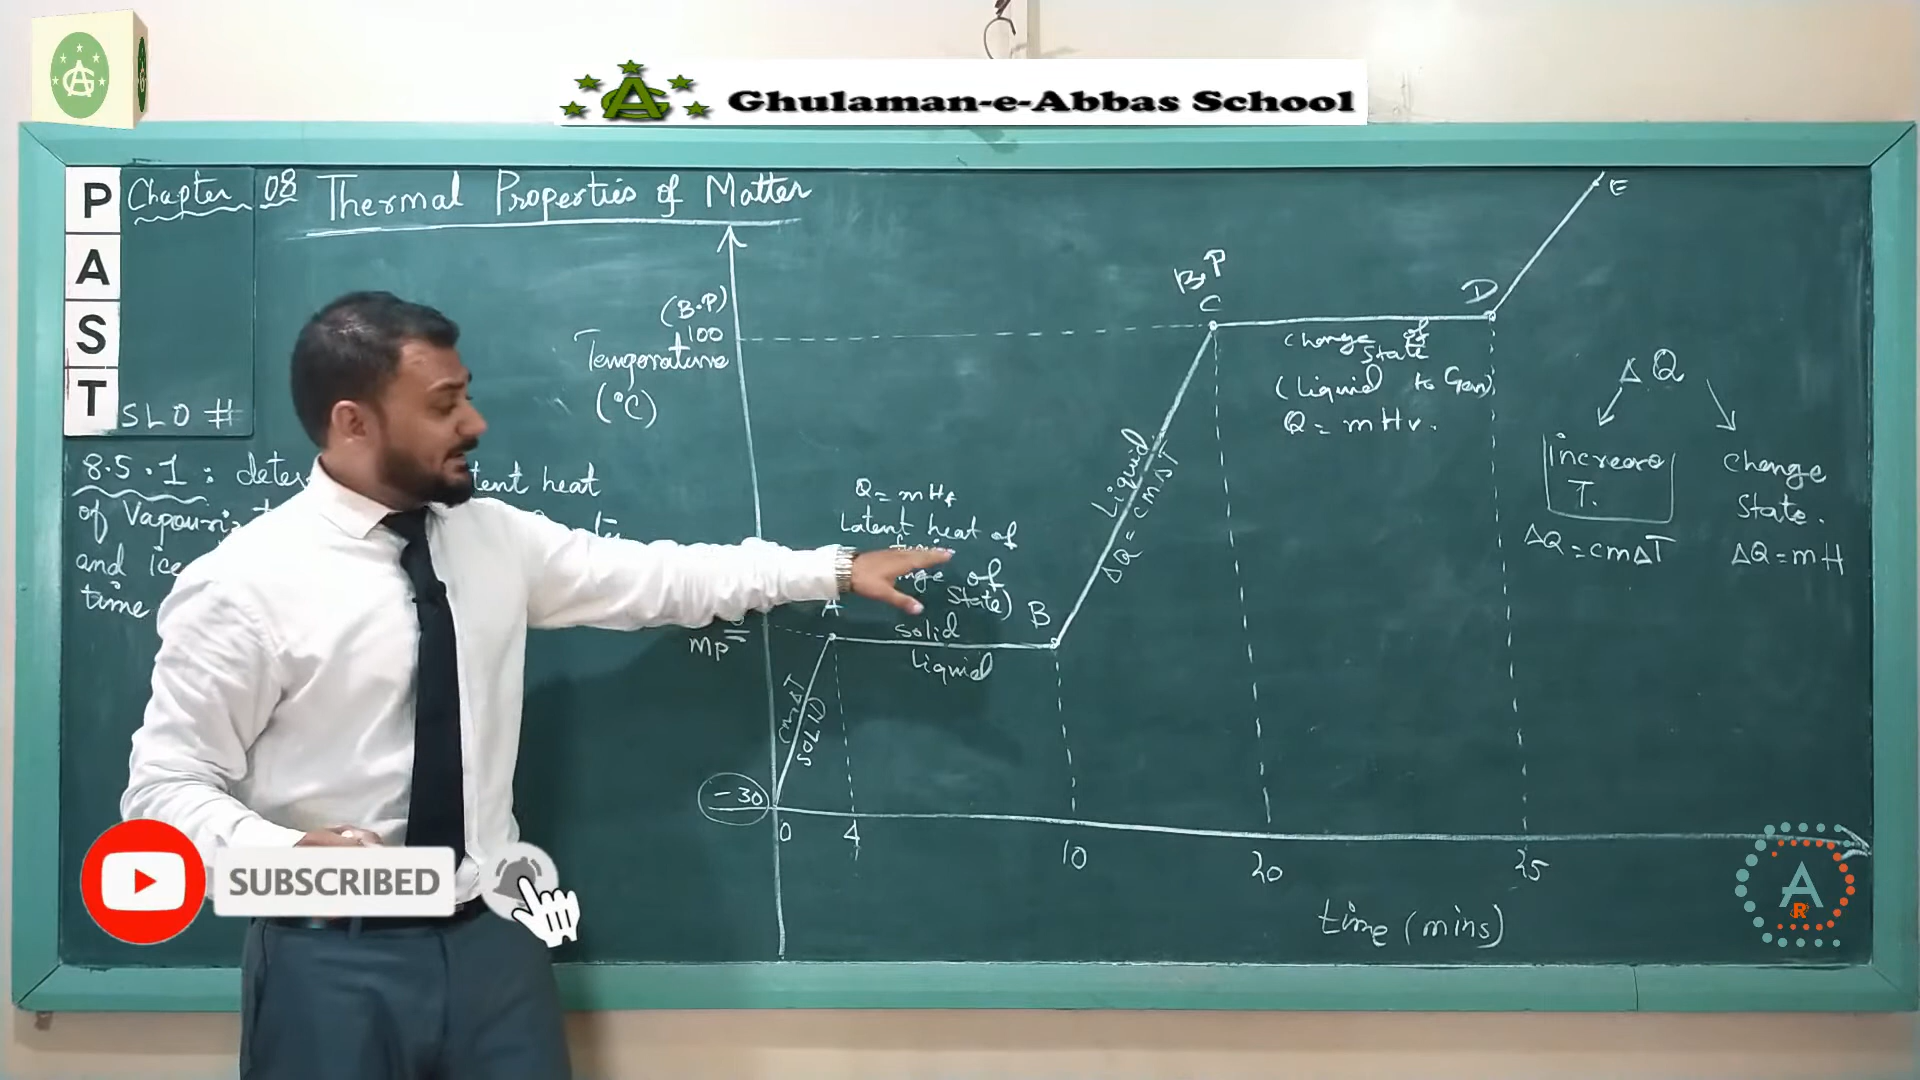 Ghulaman-e-Abbas School
P
A
S
T
Chapter 08 Thermal Properties of Matter
SLO #
8.5.1: tent heat
of
and ice
time
(B.P)
100
Temperature
(°C)
MP
-30
0
4
10
20
25
time (mins)
cmΔT
SOLID
A
Q = mHf
Latent heat of
of
State)
solid
Liquid
B
Liquid
ΔQ = cmΔT
B.P
C
D
E
Change of
State
(Liquid to Gas)
Q = mHv.
ΔQ
increase
T.
ΔQ = cmΔT
Change
State.
ΔQ = mH
SUBSCRIBED
A
R